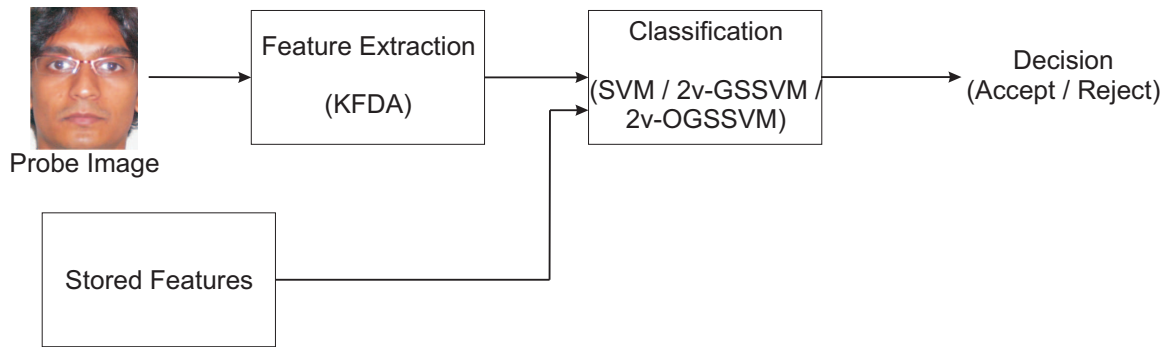 Probe Image
Feature Extraction
(KFDA)
Classification
(SVM / 2v-GSSVM /
2v-OGSSVM)
Decision
(Accept / Reject)
Stored Features